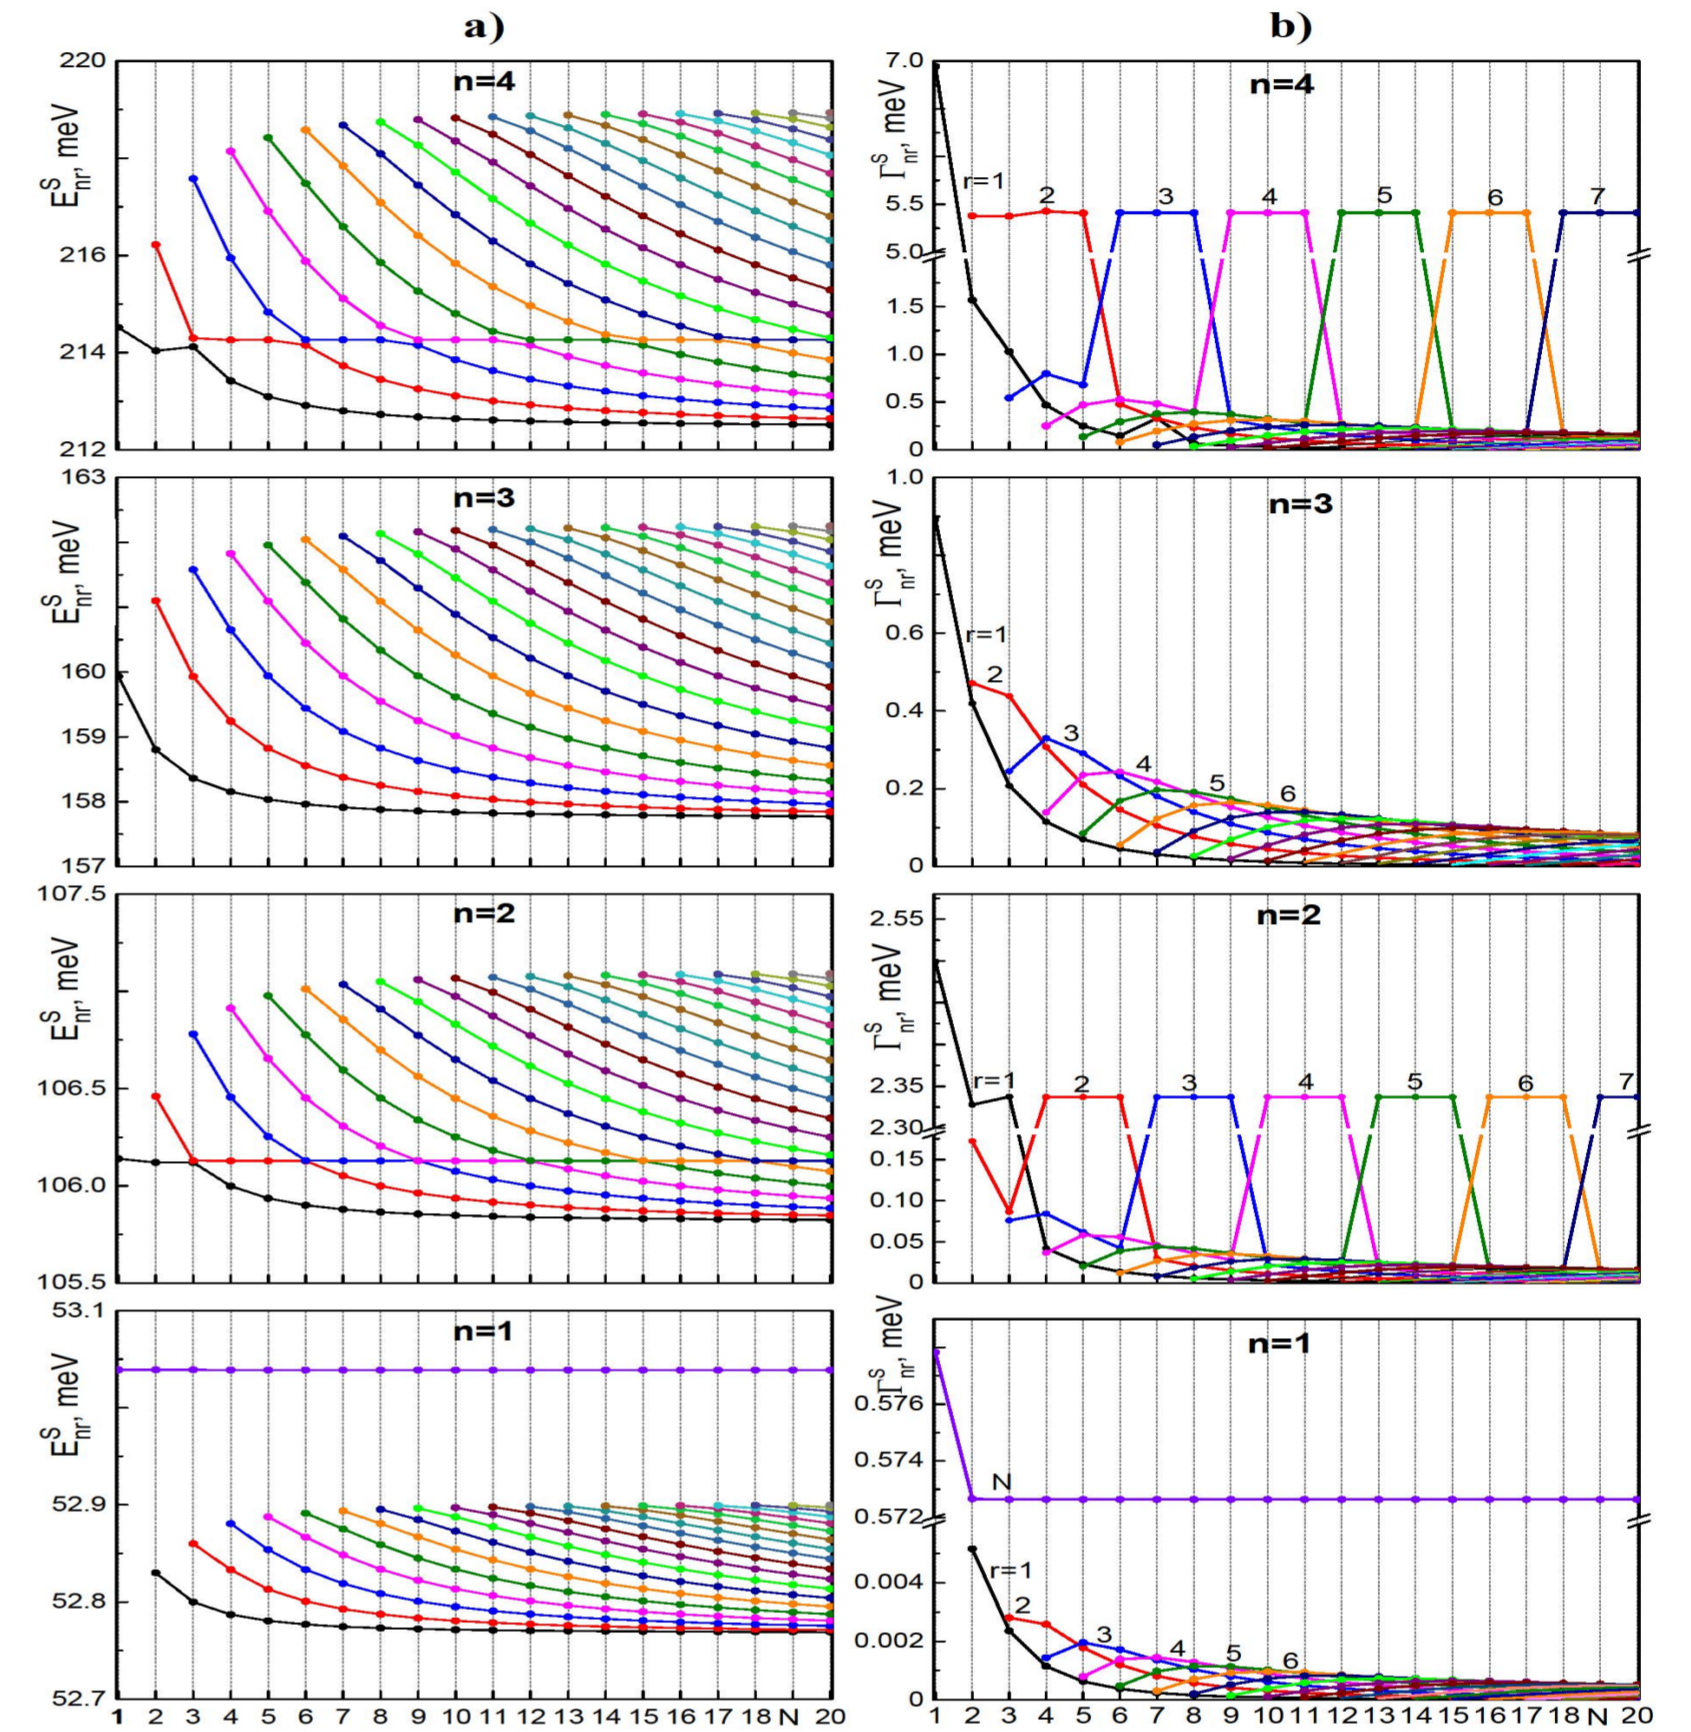 a)
n=4
E^S_nr, meV
220
216
214
212
n=3
E^S_nr, meV
163
160
159
158
157
n=2
E^S_nr, meV
107.5
106.5
106.0
105.5
n=1
E^S_nr, meV
53.1
52.9
52.8
52.7
1 2 3 4 5 6 7 8 9 10 11 12 13 14 15 16 17 18 N 20
b)
n=4
Γ^S_nr, meV
7.0
5.5
5.0
1.5
1.0
0.5
0
r=1 2 3 4 5 6 7
n=3
Γ^S_nr, meV
1.0
0.6
0.4
0.2
0
r=1
2
3
4
5
6
n=2
Γ^S_nr, meV
2.55
2.35
2.30
0.15
0.10
0.05
0
r=1 2 3 4 5 6 7
n=1
Γ^S_nr, meV
0.576
0.574
0.572
0.004
0.002
0
N
r=1
2
3
4
5
6
1 2 3 4 5 6 7 8 9 10 11 12 13 14 15 16 17 18 N 20